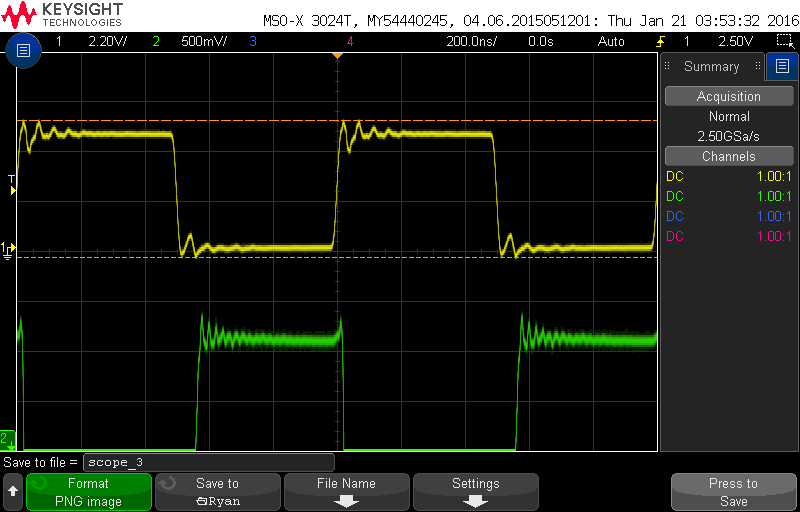 KEYSIGHT
TECHNOLOGIES
MSO-X 3024T, MY54440245, 04.06.2015051201: Thu Jan 21 03:53:32 2016
1 2.20V/ 2 500mV/ 3 4 200.0ns/ 0.0s Auto 1 2.50V
Summary
Acquisition
Normal
2.50GSa/s
Channels
DC 1.00:1
DC 1.00:1
DC 1.00:1
DC 1.00:1
T
1
2
Save to file = scope_3
Format
PNG image
Save to
Ryan
File Name
Settings
Press to
Save